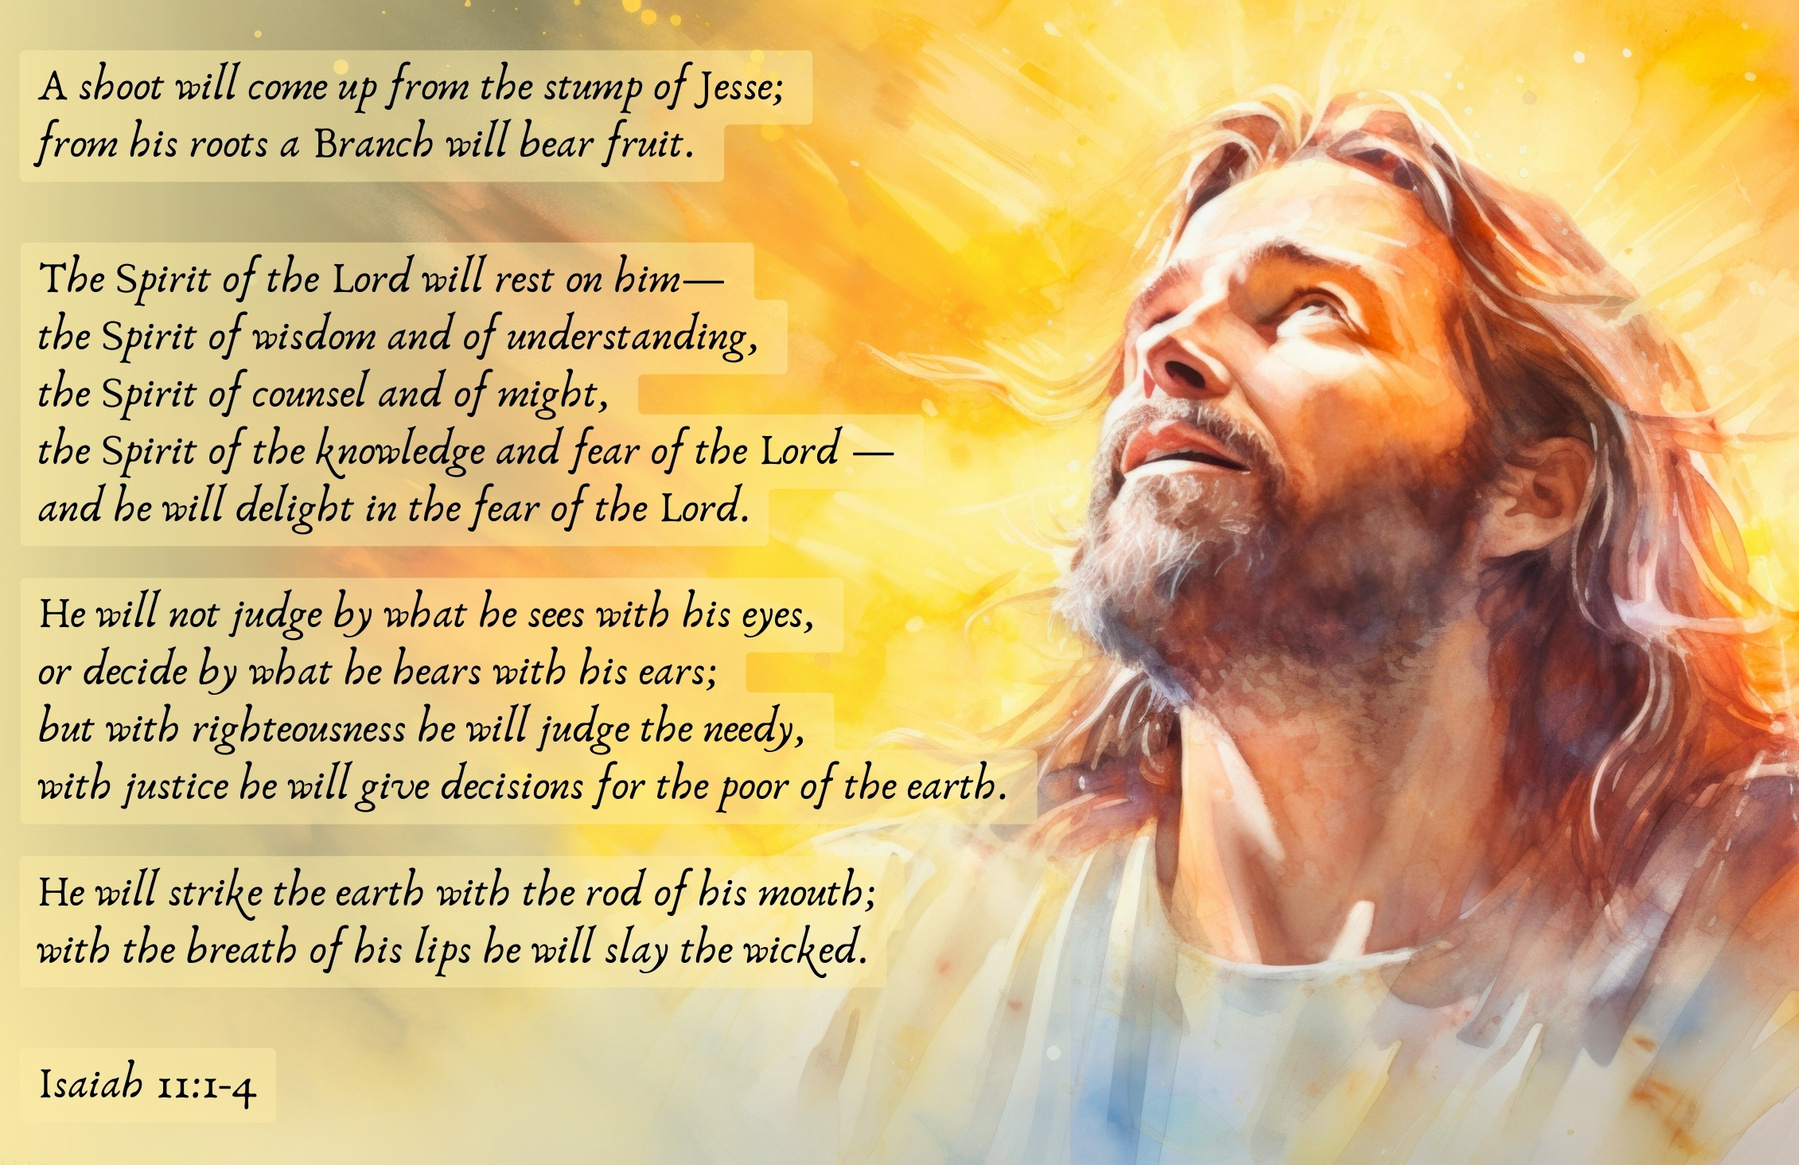 A shoot will come up from the stump of Jesse;
from his roots a Branch will bear fruit.
The Spirit of the Lord will rest on him—
the Spirit of wisdom and of understanding,
the Spirit of counsel and of might,
the Spirit of the knowledge and fear of the Lord —
and he will delight in the fear of the Lord.
He will not judge by what he sees with his eyes,
or decide by what he hears with his ears;
but with righteousness he will judge the needy,
with justice he will give decisions for the poor of the earth.
He will strike the earth with the rod of his mouth;
with the breath of his lips he will slay the wicked.
Isaiah 11:1-4